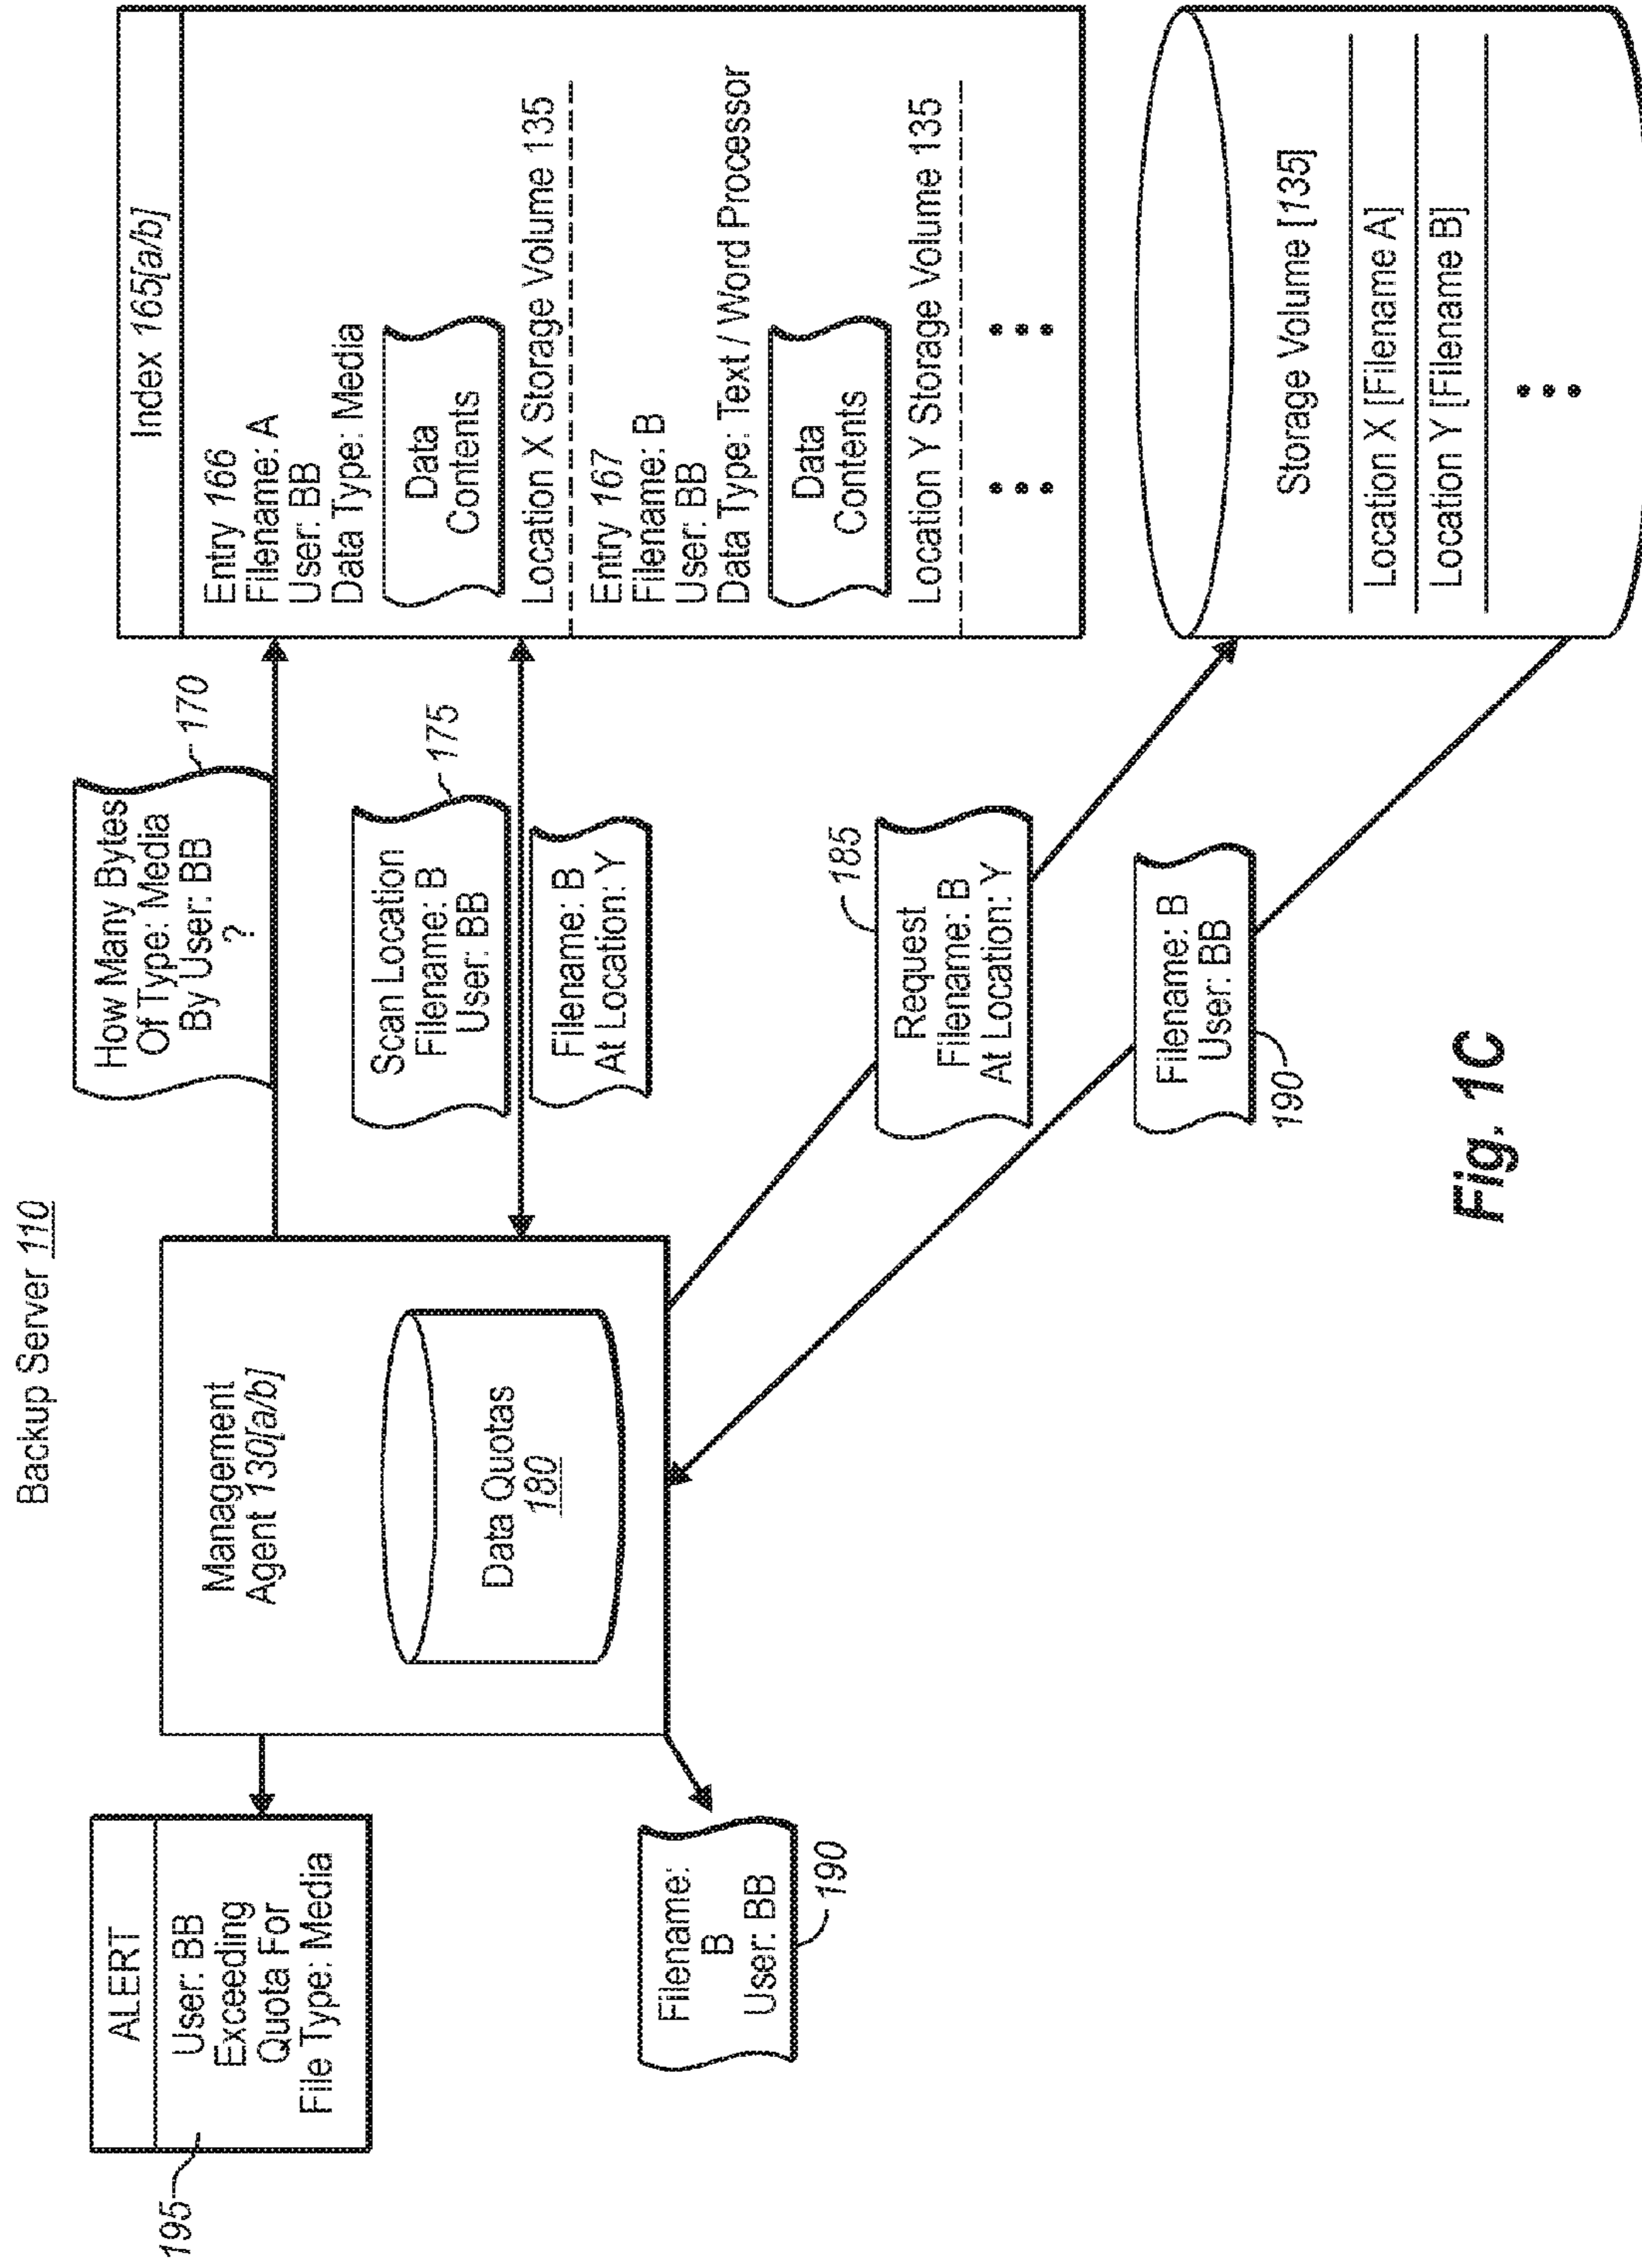 Backup Server 110
ALERT
User: BB
Exceeding
Quota For
File Type: Media
195
Management
Agent 130[a/b]
Data Quotas
180
Filename:
B
User: BB
190
How Many Bytes
Of Type: Media
By User: BB
?
170
Scan Location
Filename: B
User: BB
175
Filename: B
At Location: Y
185
Request
Filename: B
At Location: Y
Filename: B
User: BB
190
Index 165[a/b]
Entry 166
Filename: A
User: BB
Data Type: Media
Data
Contents
Location X Storage Volume 135
Entry 167
Filename: B
User: BB
Data Type: Text / Word Processor
Data
Contents
Location Y Storage Volume 135
Storage Volume [135]
Location X [Filename A]
Location Y [Filename B]
Fig. 1C